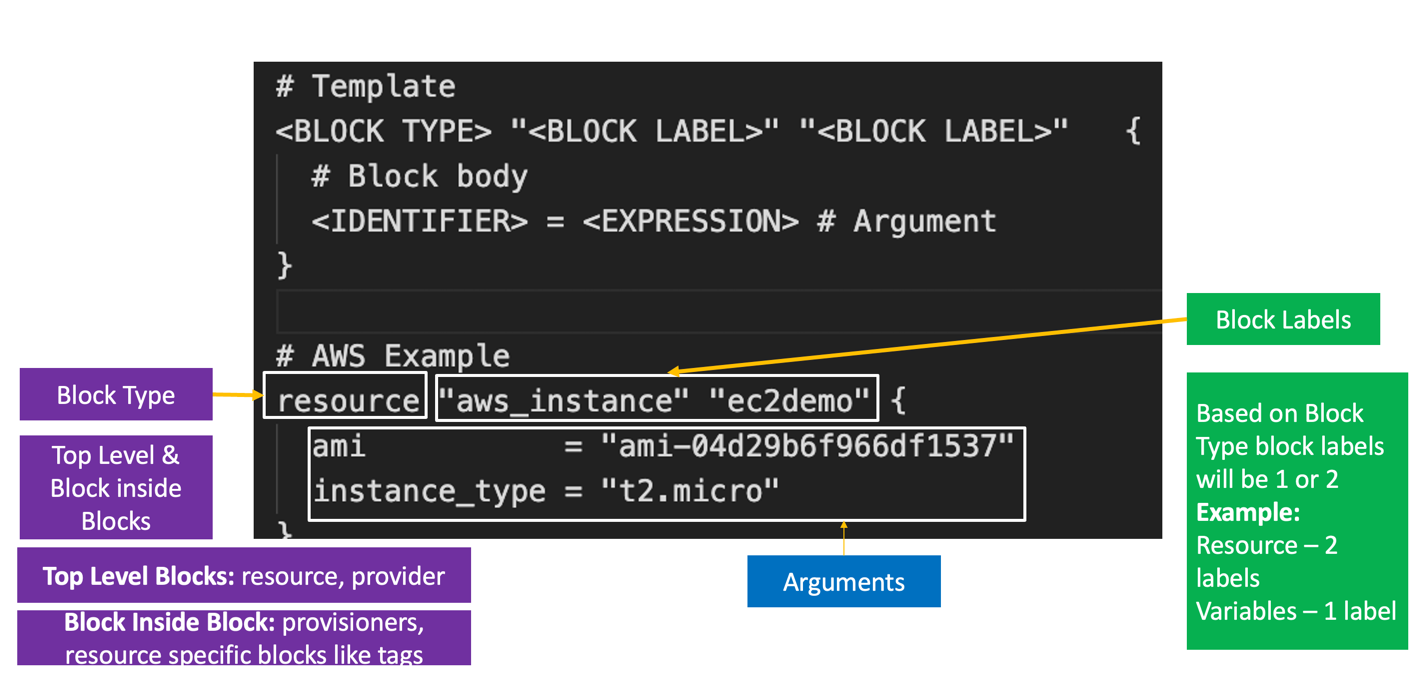 # Template
<BLOCK TYPE> "<BLOCK LABEL>" "<BLOCK LABEL>" {
# Block body
<IDENTIFIER> = <EXPRESSION> # Argument
}
# AWS Example
resource "aws_instance" "ec2demo" {
ami = "ami-04d29b6f966df1537"
instance_type = "t2.micro"
}
Block Type
Top Level &
Block inside
Blocks
Top Level Blocks: resource, provider
Block Inside Block: provisioners,
resource specific blocks like tags
Arguments
Block Labels
Based on Block
Type block labels
will be 1 or 2
Example:
Resource – 2
labels
Variables – 1 label